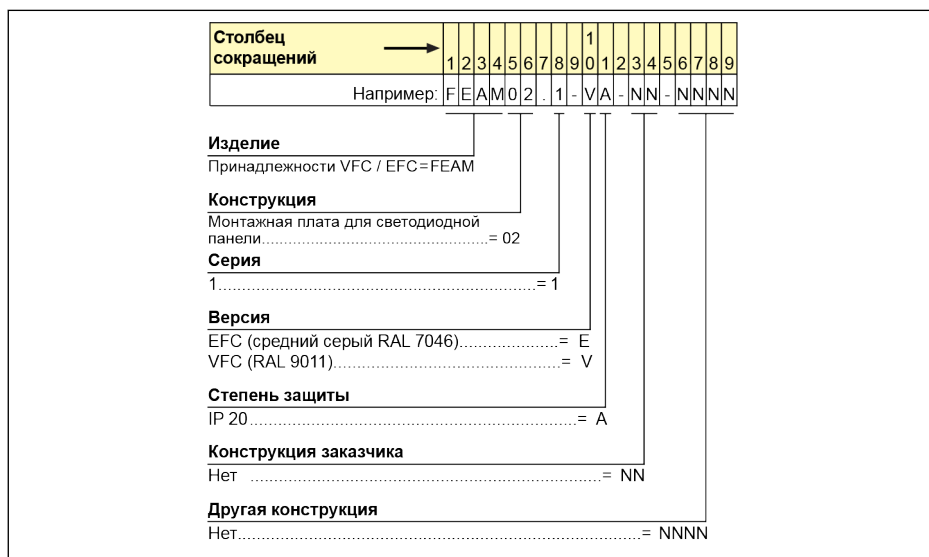 Столбец
сокращений
1 2 3 4 5 6 7 8 9 10 1 2 3 4 5 6 7 8 9
Например: F E A M 0 2 . 1 - V A - N N - N N N N
Изделие
Принадлежности VFC / EFC=FEAM
Конструкция
Монтажная плата для светодиодной
панели...............................................= 02
Серия
1..................................................................= 1
Версия
EFC (средний серый RAL 7046).....................= E
VFC (RAL 9011)................................................= V
Степень защиты
IP 20....................................................................= A
Конструкция заказчика
Нет .........................................................................= NN
Другая конструкция
Нет....................................................................................= NNNN